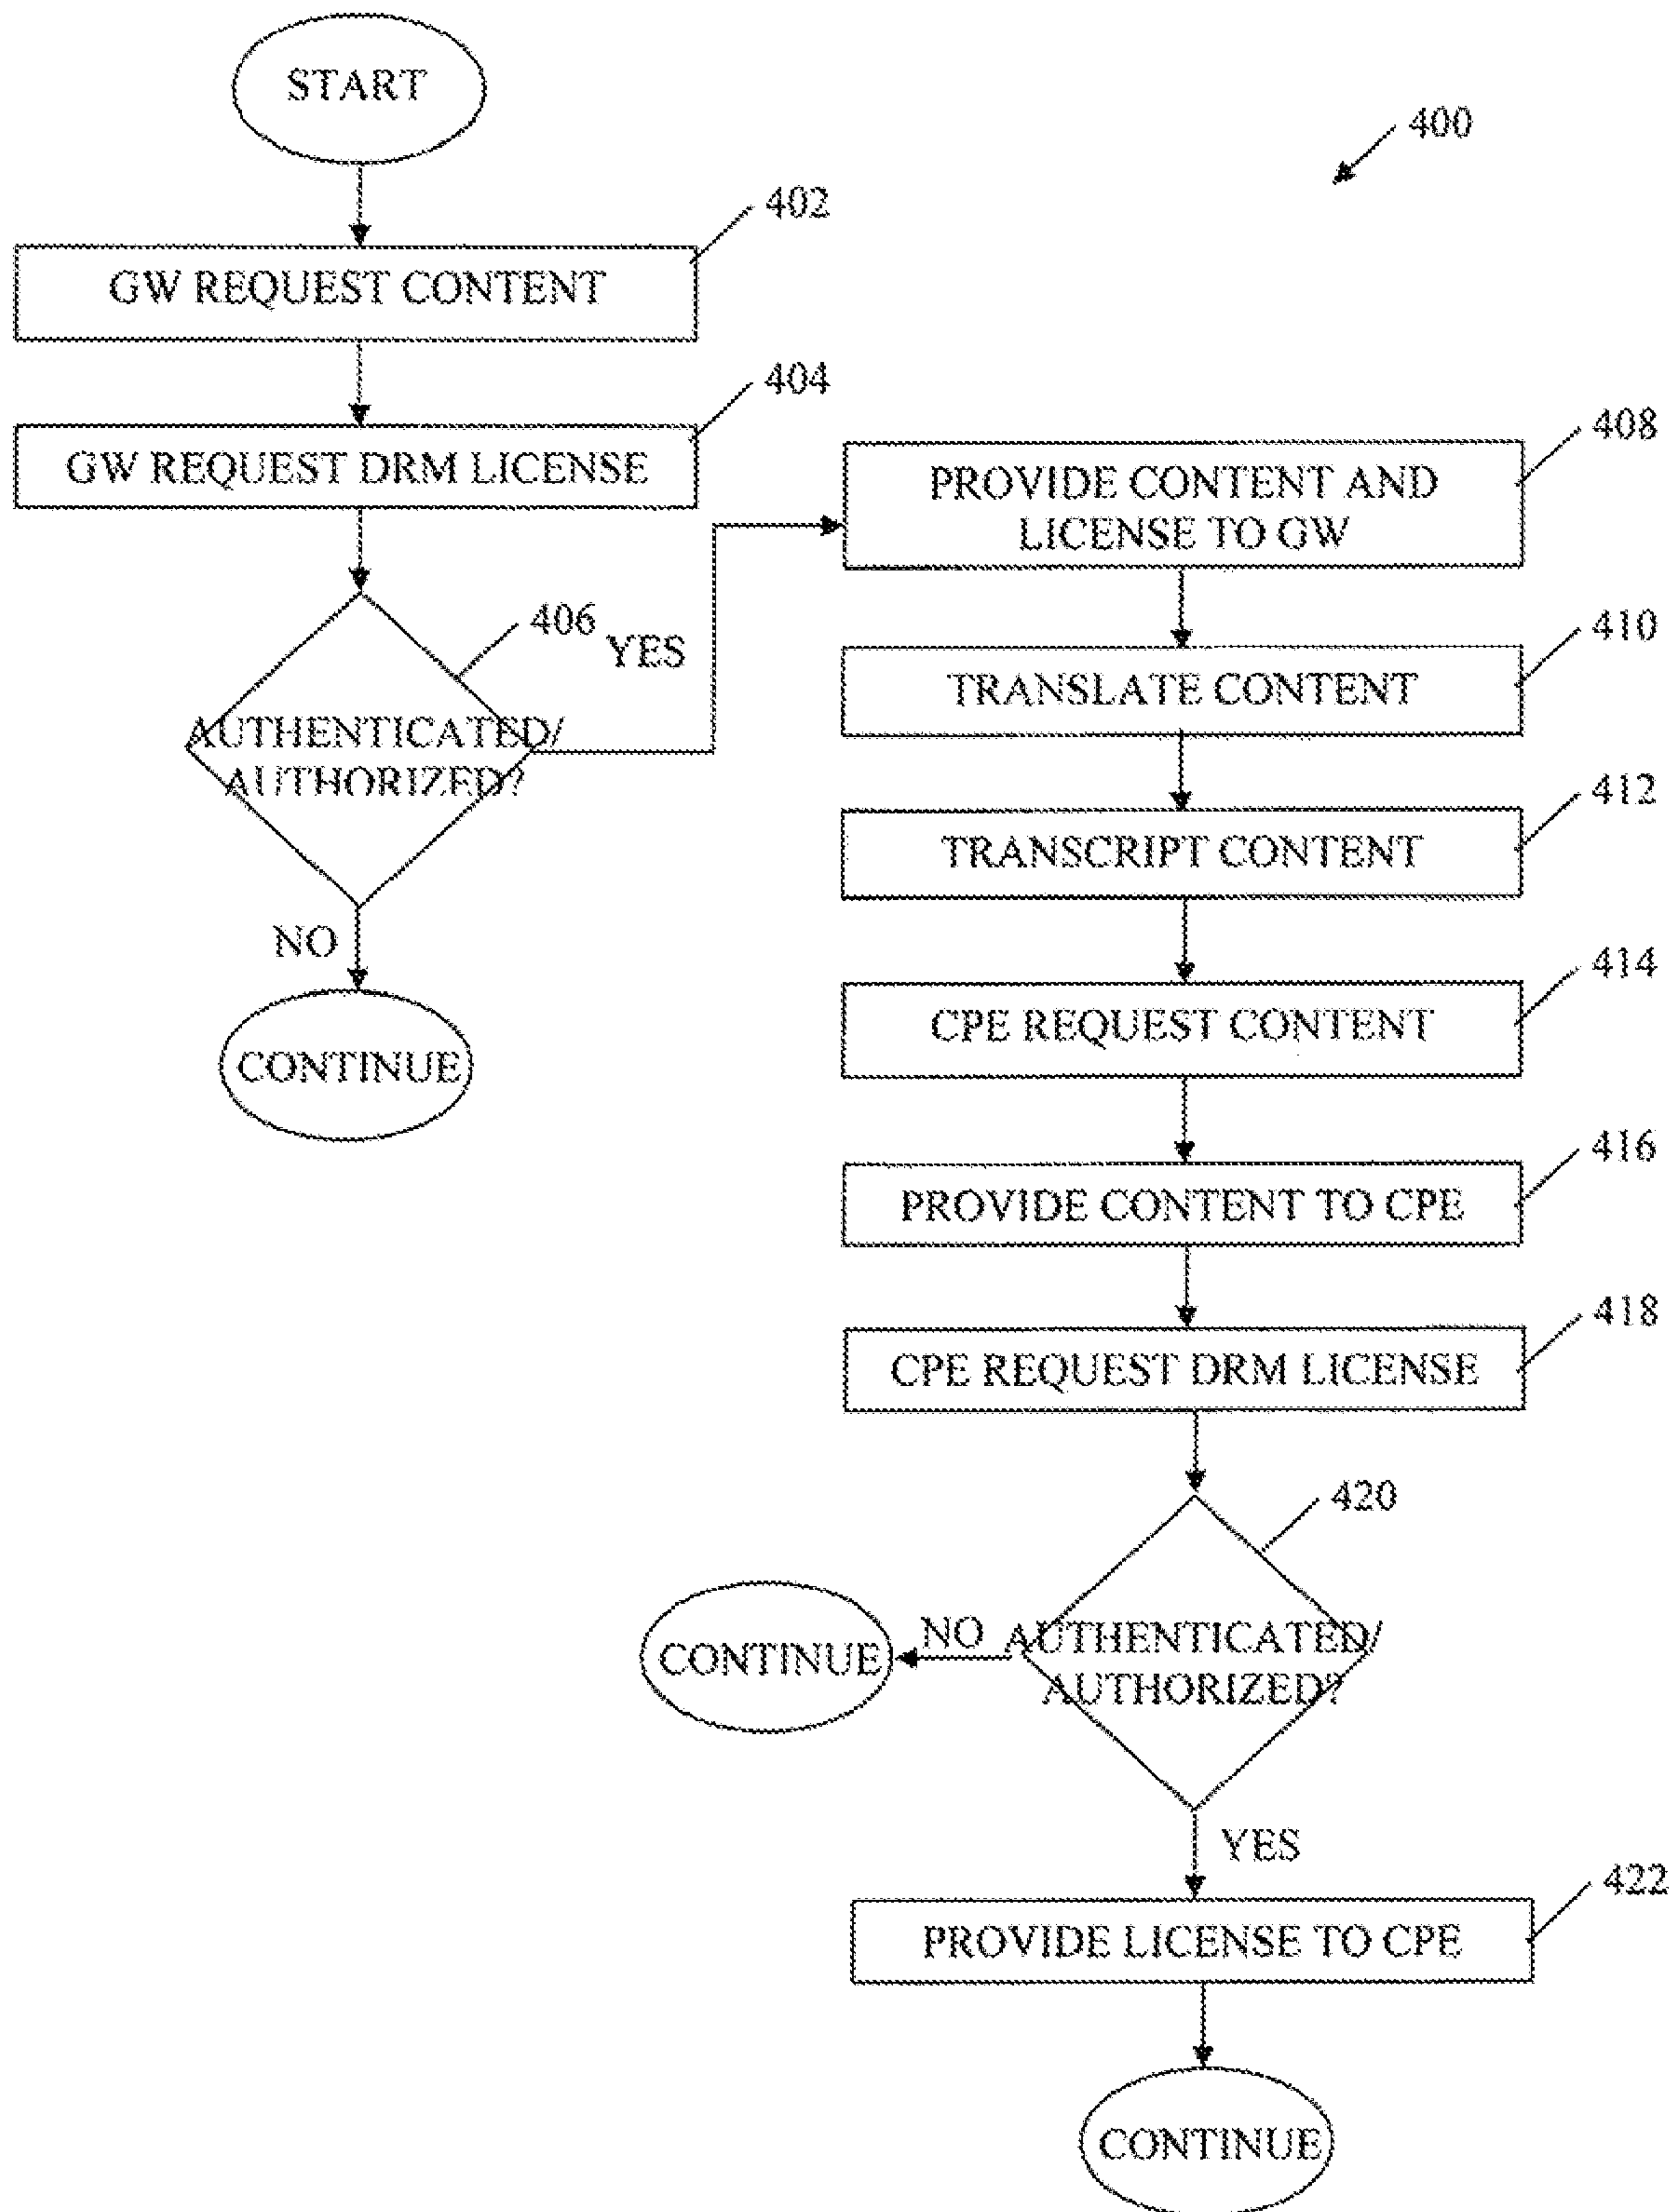 START
400
402
GW REQUEST CONTENT
404
GW REQUEST DRM LICENSE
406
YES
AUTHENTICATED/
AUTHORIZED?
NO
CONTINUE
408
PROVIDE CONTENT AND
LICENSE TO GW
410
TRANSLATE CONTENT
412
TRANSCRIPT CONTENT
414
CPE REQUEST CONTENT
416
PROVIDE CONTENT TO CPE
418
CPE REQUEST DRM LICENSE
420
AUTHENTICATED/
AUTHORIZED?
NO
CONTINUE
YES
422
PROVIDE LICENSE TO CPE
CONTINUE